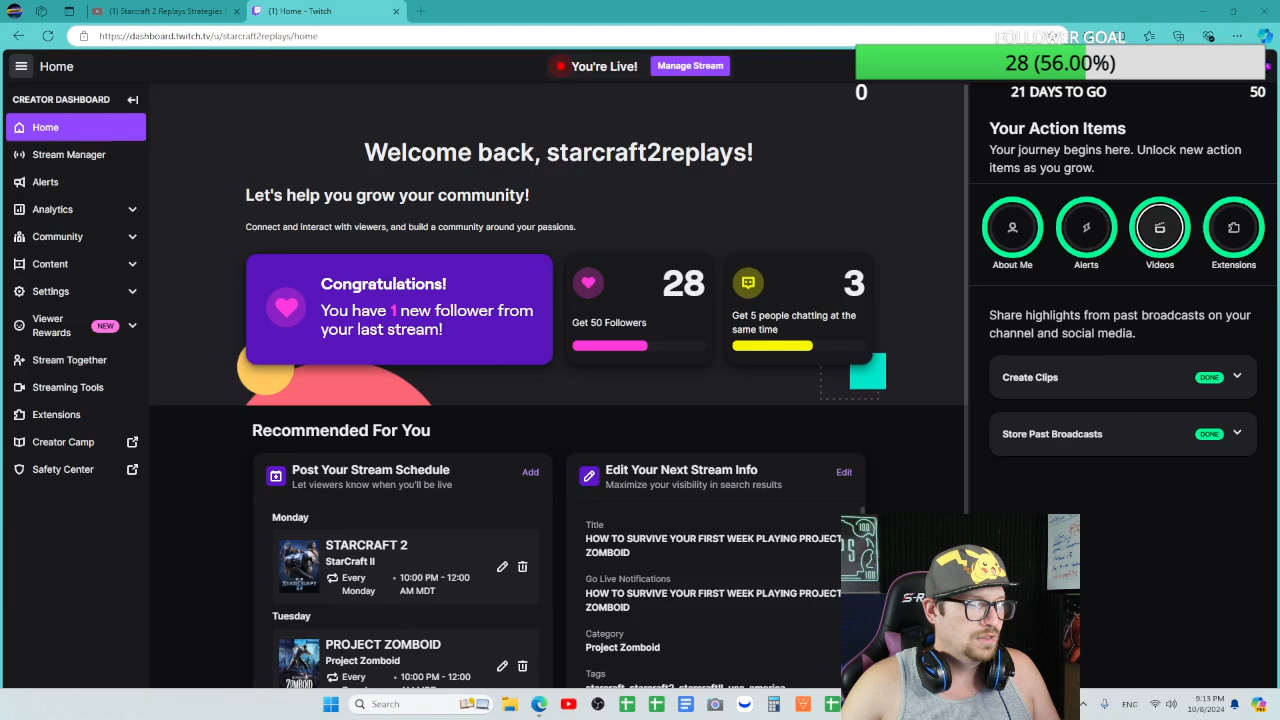 (1) Starcraft 2 Replays Strategies
(1) Home - Twitch
https://dashboard.twitch.tv/u/starcraft2replays/home
FOLLOWER GOAL
28 (56.00%)
0
21 DAYS TO GO
50
Home
You're Live!
Manage Stream
CREATOR DASHBOARD
Home
Stream Manager
Alerts
Analytics
Community
Content
Settings
Viewer
Rewards
NEW
Stream Together
Streaming Tools
Extensions
Creator Camp
Safety Center
Welcome back, starcraft2replays!
Let's help you grow your community!
Connect and interact with viewers, and build a community around your passions.
Congratulations!
You have 1 new follower from
your last stream!
28
Get 50 Followers
3
Get 5 people chatting at the
same time
Recommended For You
Post Your Stream Schedule
Add
Let viewers know when you'll be live
Monday
STARCRAFT 2
StarCraft II
Every
Monday
• 10:00 PM - 12:00
AM MDT
STARCRAFT
Tuesday
PROJECT ZOMBOID
Project Zomboid
Every
• 10:00 PM - 12:00
ZOMBOID
Edit Your Next Stream Info
Edit
Maximize your visibility in search results
Title
HOW TO SURVIVE YOUR FIRST WEEK PLAYING PROJECT
ZOMBOID
Go Live Notifications
HOW TO SURVIVE YOUR FIRST WEEK PLAYING PROJECT
ZOMBOID
Category
Project Zomboid
Tags
starcraft, starcraft2, starcraftII, usa, america,
Your Action Items
Your journey begins here. Unlock new action
items as you grow.
About Me
Alerts
Videos
Extensions
Share highlights from past broadcasts on your
channel and social media.
Create Clips
DONE
Store Past Broadcasts
DONE
100
100
Search
9:13 PM
10/8/2024